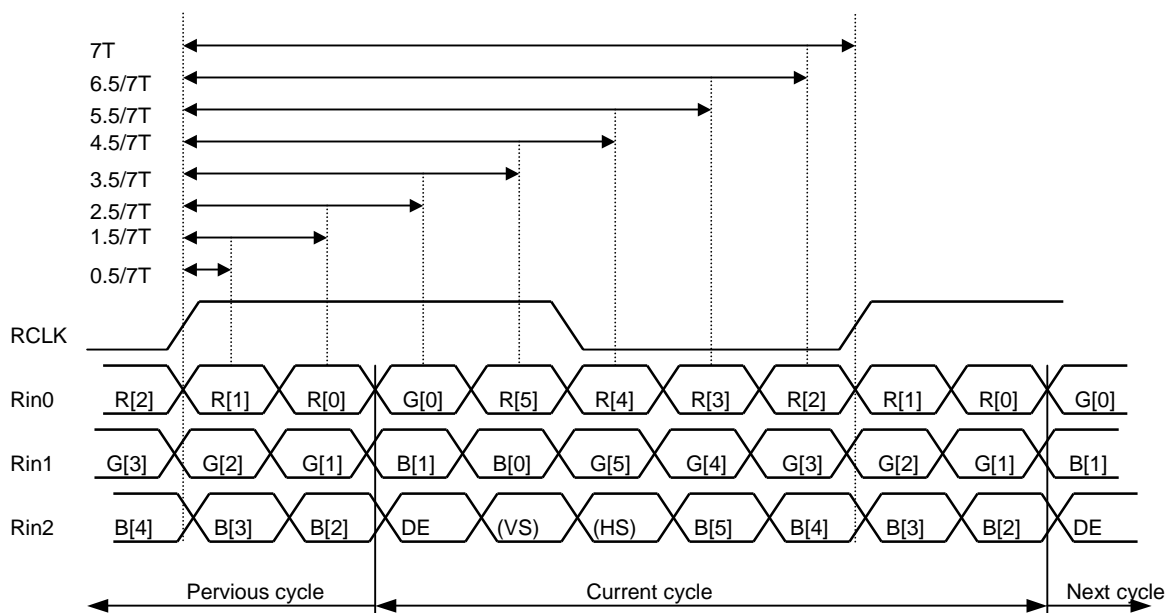 7T
6.5/7T
5.5/7T
4.5/7T
3.5/7T
2.5/7T
1.5/7T
0.5/7T
RCLK
Rin0 R[2] R[1] R[0] G[0] R[5] R[4] R[3] R[2] R[1] R[0] G[0]
Rin1 G[3] G[2] G[1] B[1] B[0] G[5] G[4] G[3] G[2] G[1] B[1]
Rin2 B[4] B[3] B[2] DE (VS) (HS) B[5] B[4] B[3] B[2] DE
Pervious cycle Current cycle Next cycle